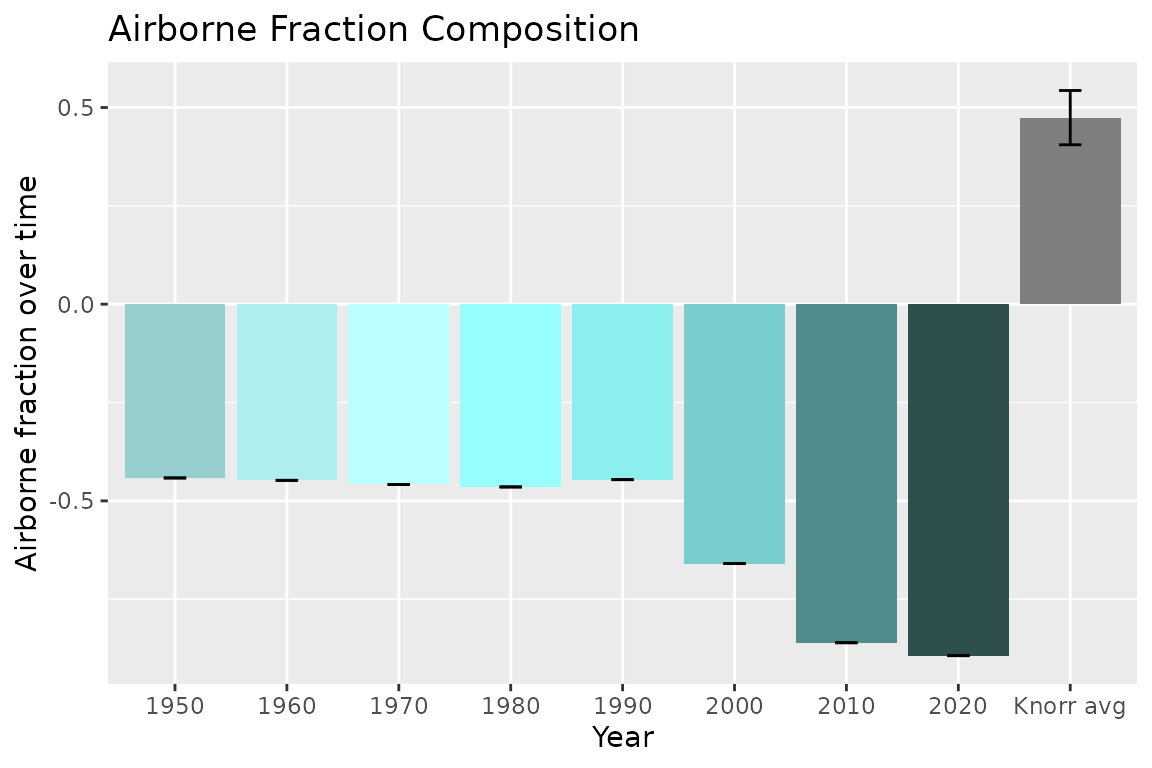 Airborne Fraction Composition
Airborne fraction over time
0.5
0.0
-0.5
1950 1960 1970 1980 1990 2000 2010 2020 Knorr avg
Year